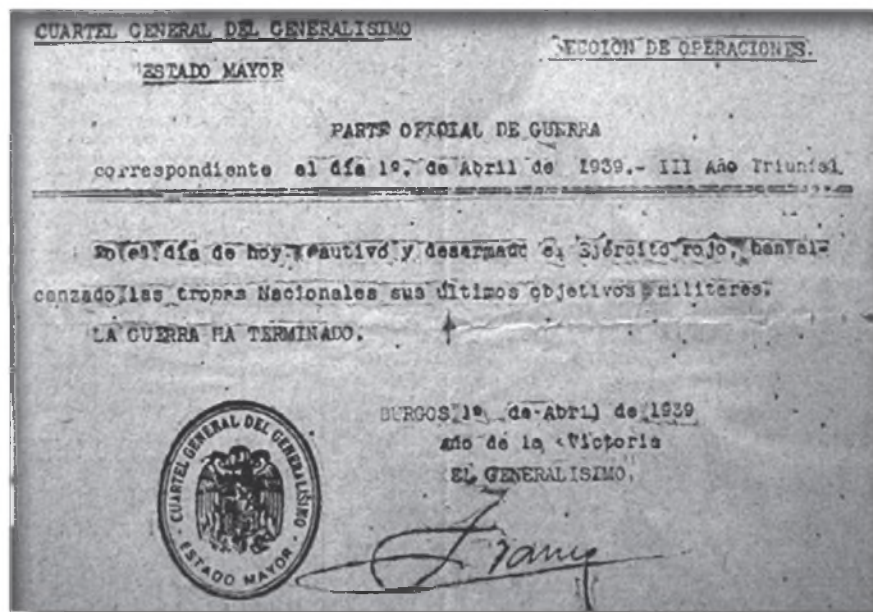 CUARTEL GENERAL DEL GENERALISIMO
SECCION DE OPERACIONES.
ESTADO MAYOR
PARTE OFICIAL DE GUERRA
correspondiente al día 1º. de Abril de 1939.- III Año Triunfal
En el día de hoy, cautivo y desarmado el Ejército rojo, han al-
canzado las tropas Nacionales sus últimos objetivos militares.
LA GUERRA HA TERMINADO.
BURGOS 1º de Abril de 1939
año de la Victoria
EL GENERALISIMO,
CUARTEL GENERAL DEL GENERALISIMO
ESTADO MAYOR
Franco